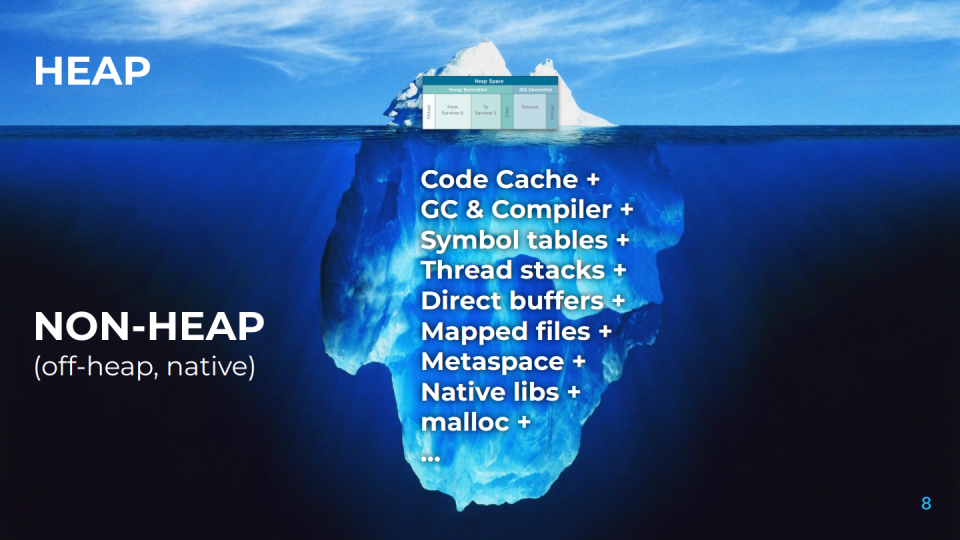 HEAP
Heap Space
Young Generation
Old Generation
Virtual
From Survivor 0
To Survivor 1
Eden
Tenured
Virtual
Code Cache +
GC & Compiler +
Symbol tables +
Thread stacks +
Direct buffers +
Mapped files +
Metaspace +
Native libs +
malloc +
...
NON-HEAP
(off-heap, native)
8